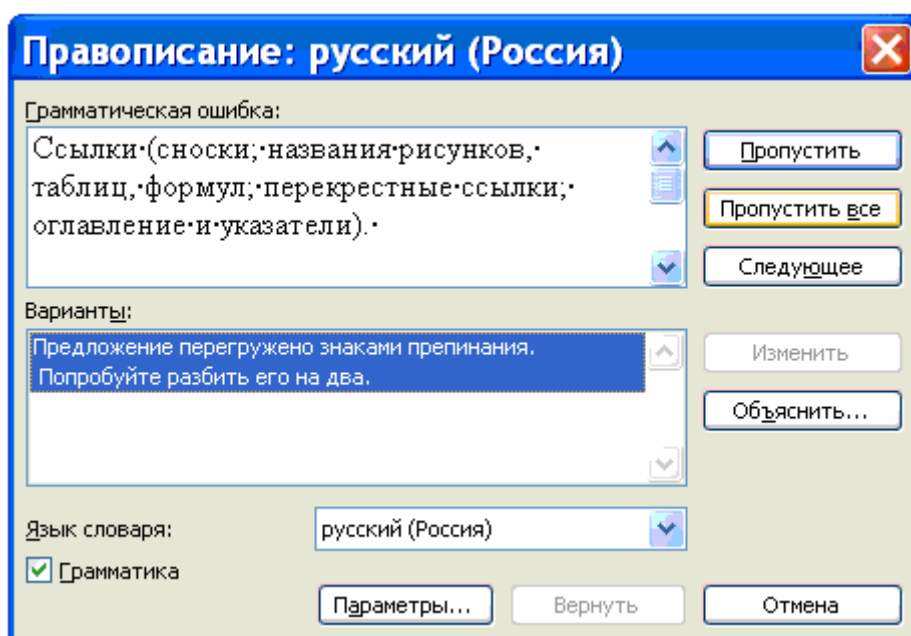 Правописание: русский (Россия)
Грамматическая ошибка:
Ссылки·(сноски;·названия·рисунков,·
таблиц,·формул;·перекрестные·ссылки;·
оглавление·и·указатели).·
Пропустить
Пропустить все
Следующее
Варианты:
Предложение перегружено знаками препинания.
Попробуйте разбить его на два.
Изменить
Объяснить...
Язык словаря:
русский (Россия)
Грамматика
Параметры...
Вернуть
Отмена